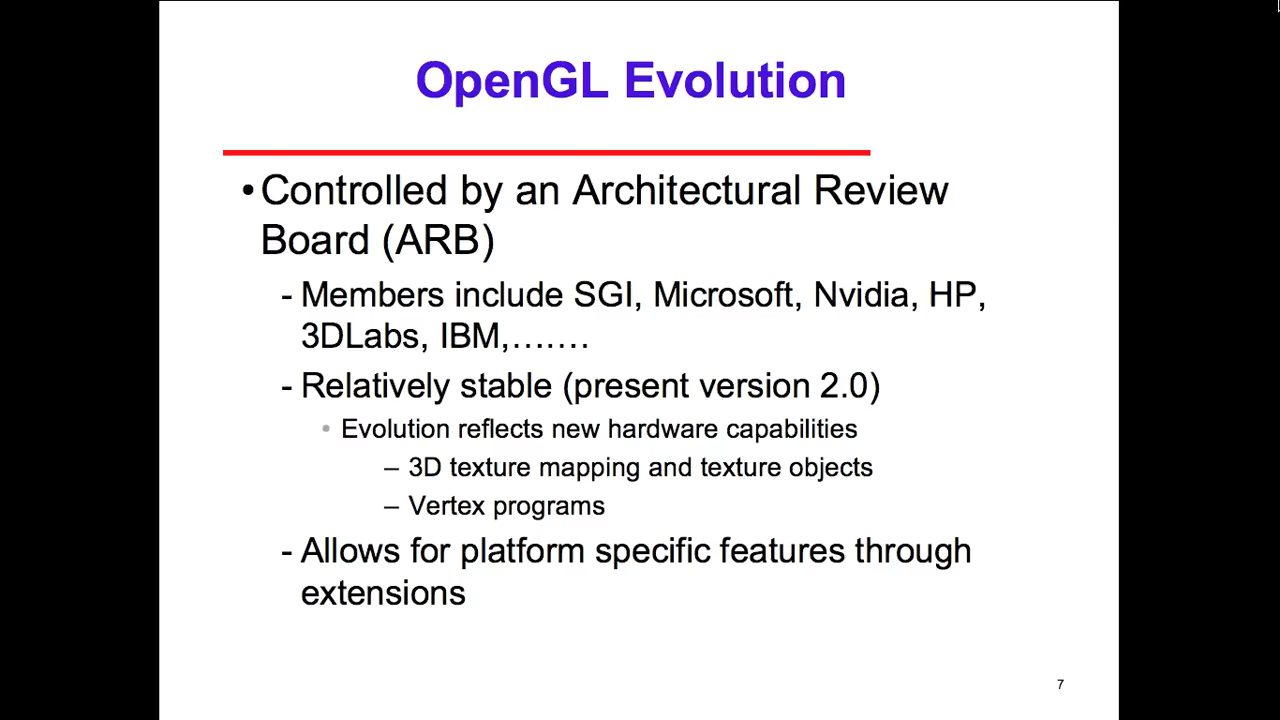 OpenGL Evolution
•Controlled by an Architectural Review
Board (ARB)
- Members include SGI, Microsoft, Nvidia, HP,
3DLabs, IBM,…….
- Relatively stable (present version 2.0)
• Evolution reflects new hardware capabilities
– 3D texture mapping and texture objects
– Vertex programs
- Allows for platform specific features through
extensions
7